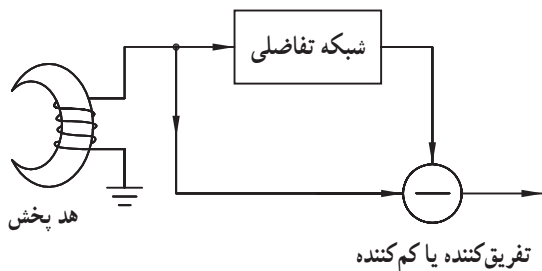 شبکه تفاضلی
هد پخش
تفریق‌کننده یا کم‌کننده